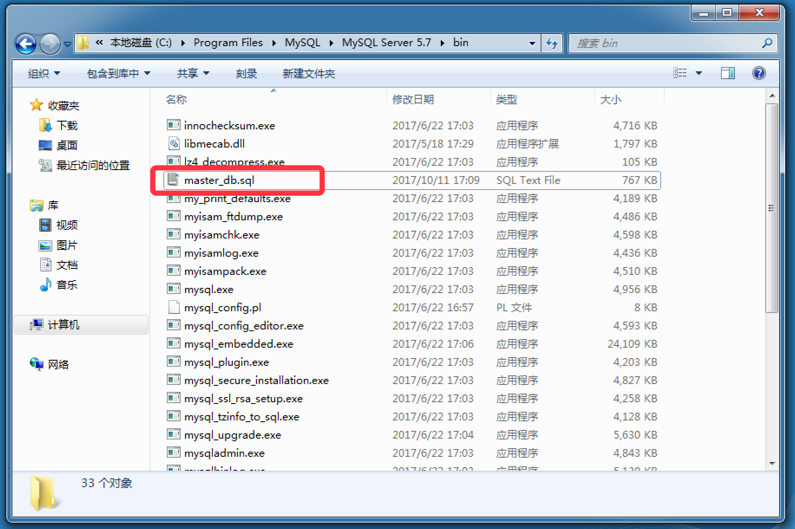 « 本地磁盘 (C:) Program Files MySQL MySQL Server 5.7 bin
搜索 bin
组织 包含到库中 共享 刻录 新建文件夹
收藏夹
下载
桌面
最近访问的位置
库
视频
图片
文档
音乐
计算机
网络
名称 修改日期 类型 大小
innochecksum.exe 2017/6/22 17:03 应用程序 4,716 KB
libmecab.dll 2017/5/18 17:29 应用程序扩展 1,797 KB
lz4_decompress.exe 2017/6/22 17:03 应用程序 105 KB
master_db.sql 2017/10/11 17:09 SQL Text File 767 KB
my_print_defaults.exe 2017/6/22 17:03 应用程序 4,189 KB
myisam_ftdump.exe 2017/6/22 17:03 应用程序 4,486 KB
myisamchk.exe 2017/6/22 17:03 应用程序 4,598 KB
myisamlog.exe 2017/6/22 17:03 应用程序 4,436 KB
myisampack.exe 2017/6/22 17:03 应用程序 4,510 KB
mysql.exe 2017/6/22 17:03 应用程序 4,956 KB
mysql_config.pl 2017/6/22 16:57 PL 文件 8 KB
mysql_config_editor.exe 2017/6/22 17:03 应用程序 4,593 KB
mysql_embedded.exe 2017/6/22 17:06 应用程序 24,109 KB
mysql_plugin.exe 2017/6/22 17:03 应用程序 4,203 KB
mysql_secure_installation.exe 2017/6/22 17:03 应用程序 4,827 KB
mysql_ssl_rsa_setup.exe 2017/6/22 17:03 应用程序 4,258 KB
mysql_tzinfo_to_sql.exe 2017/6/22 17:03 应用程序 4,128 KB
mysql_upgrade.exe 2017/6/22 17:04 应用程序 5,630 KB
mysqladmin.exe 2017/6/22 17:03 应用程序 4,843 KB
33 个对象